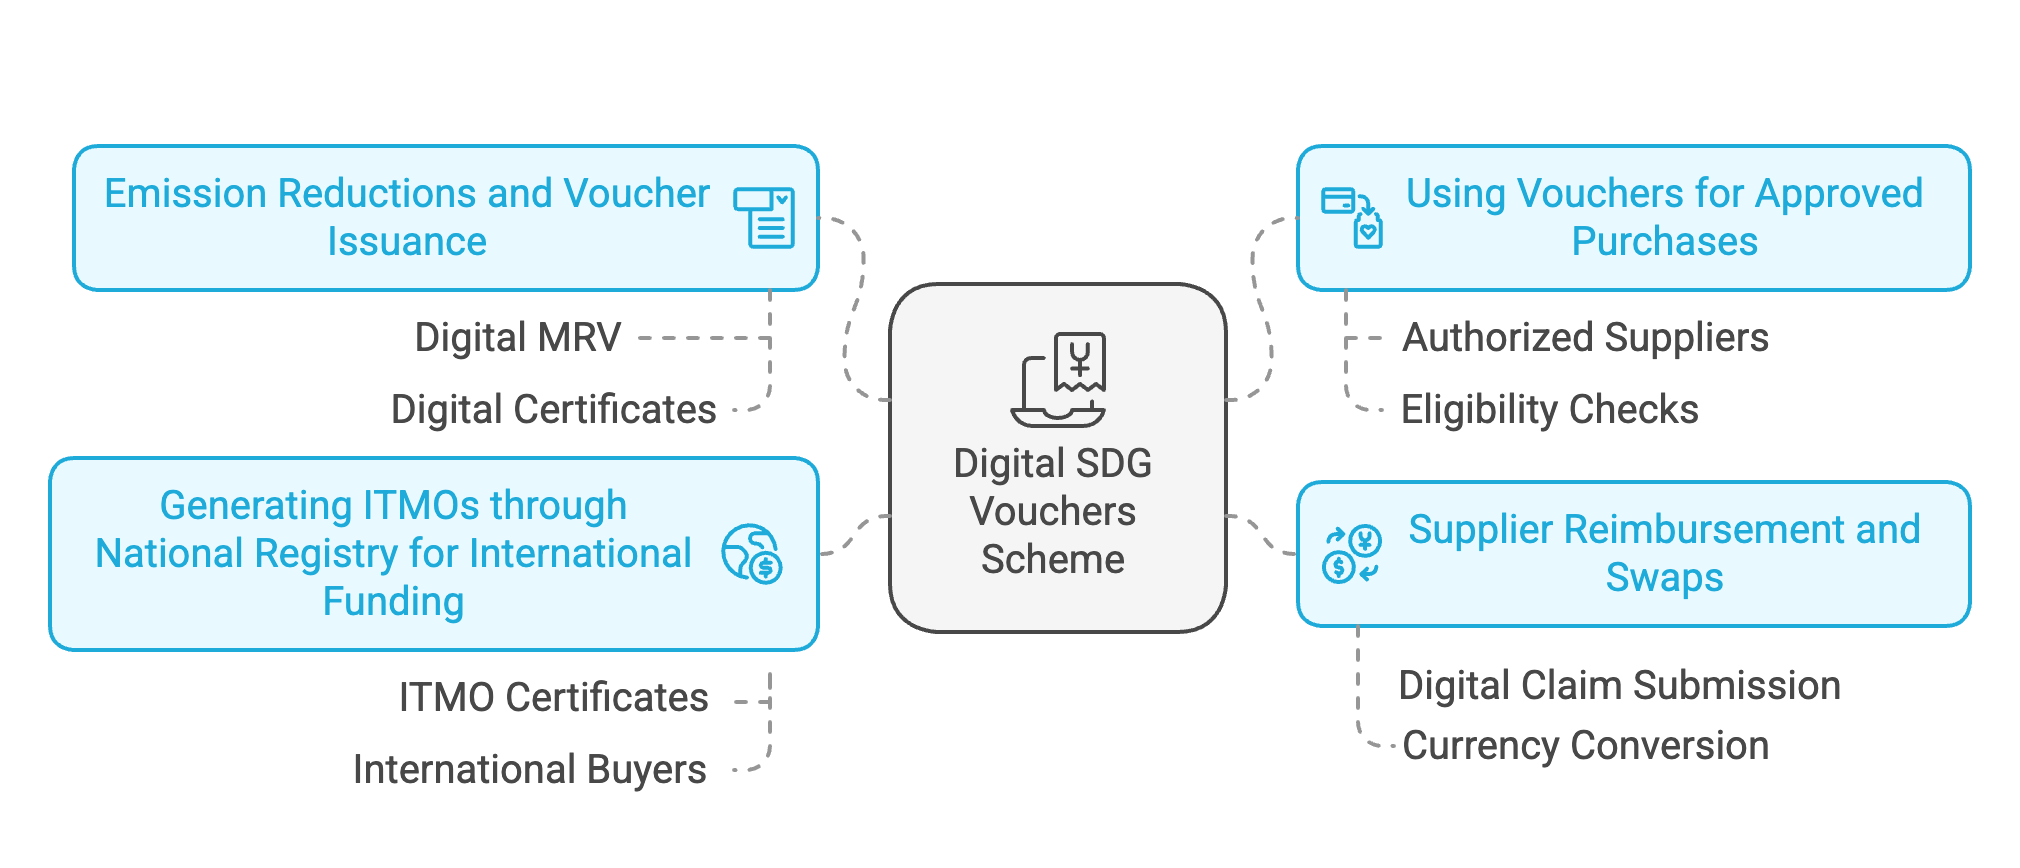 Emission Reductions and Voucher
Issuance
Digital MRV
Digital Certificates
Generating ITMOs through
National Registry for International
Funding
ITMO Certificates
International Buyers
Digital SDG
Vouchers
Scheme
Using Vouchers for Approved
Purchases
Authorized Suppliers
Eligibility Checks
Supplier Reimbursement and
Swaps
Digital Claim Submission
Currency Conversion